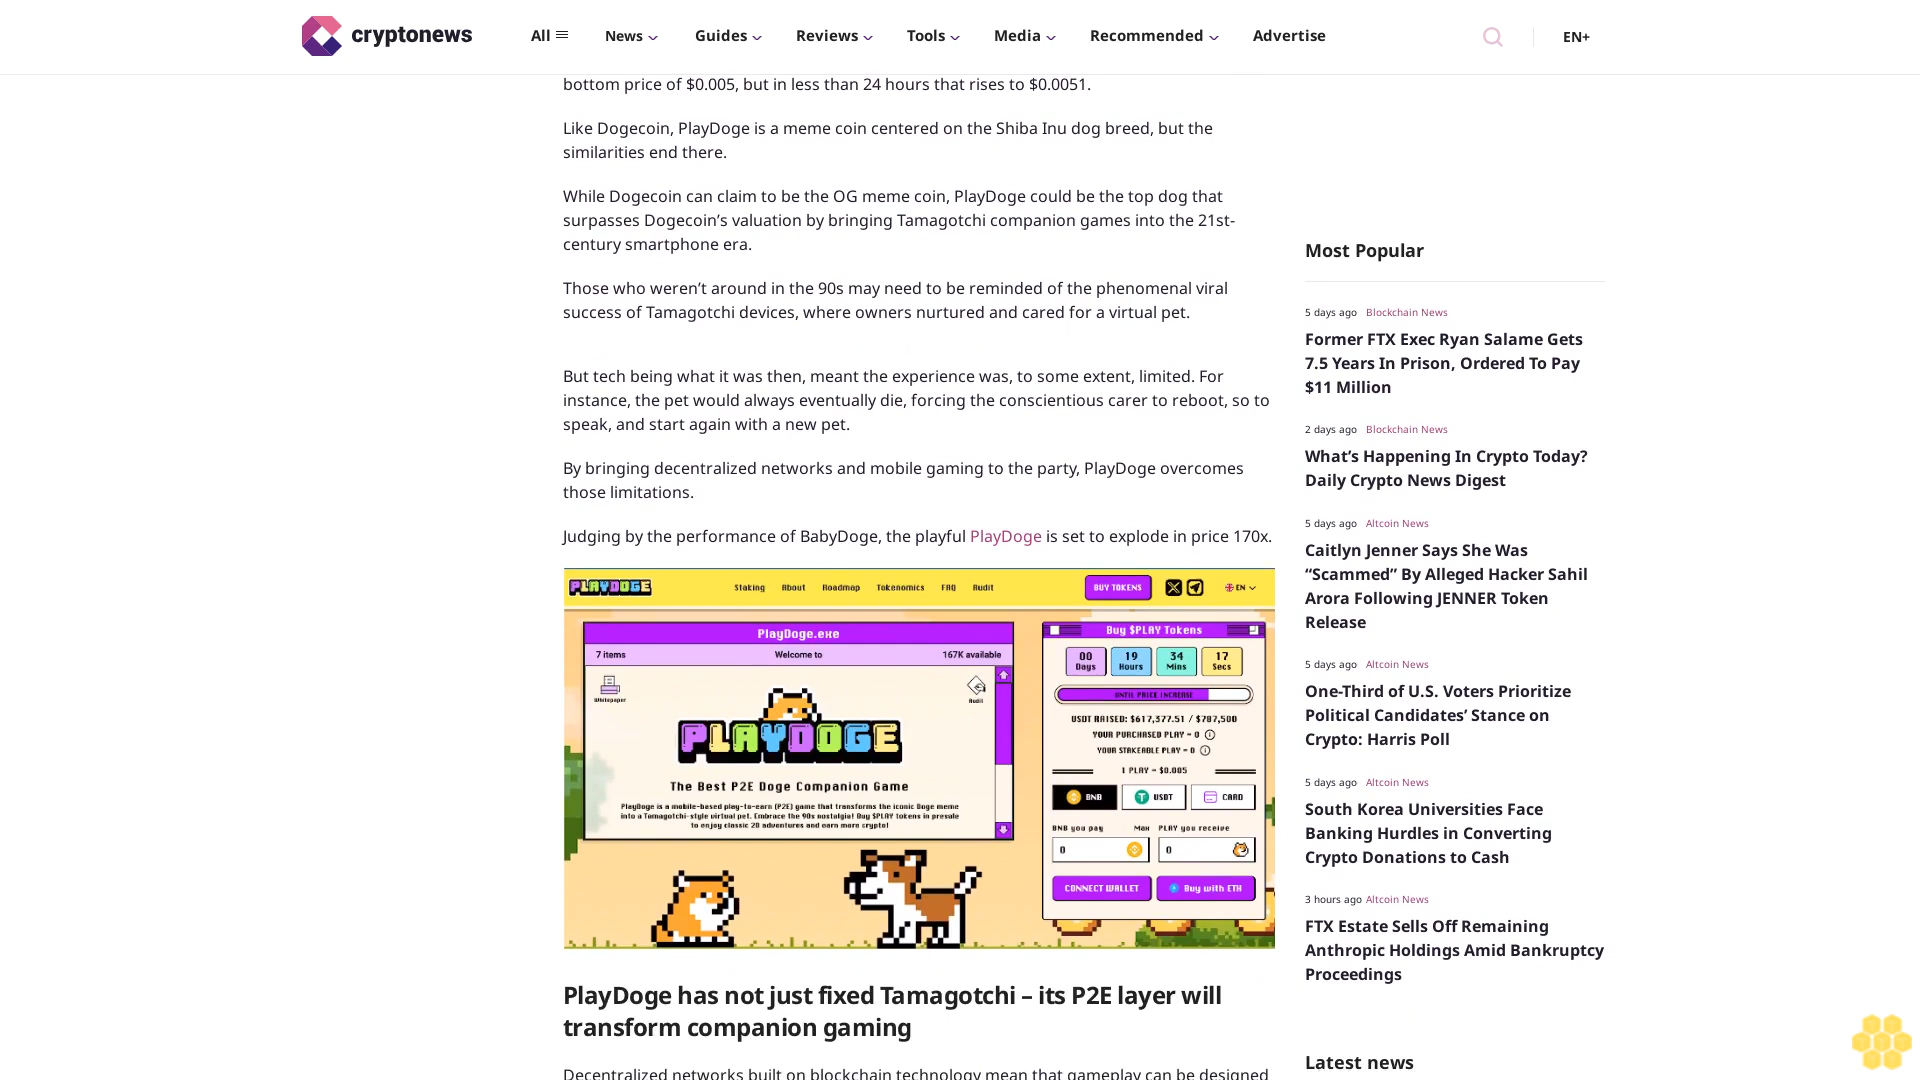 cryptonews
All
News
Guides
Reviews
Tools
Media
Recommended
Advertise
EN+
bottom price of $0.005, but in less than 24 hours that rises to $0.0051.
Like Dogecoin, PlayDoge is a meme coin centered on the Shiba Inu dog breed, but the
similarities end there.
While Dogecoin can claim to be the OG meme coin, PlayDoge could be the top dog that
surpasses Dogecoin’s valuation by bringing Tamagotchi companion games into the 21st-
century smartphone era.
Those who weren’t around in the 90s may need to be reminded of the phenomenal viral
success of Tamagotchi devices, where owners nurtured and cared for a virtual pet.
But tech being what it was then, meant the experience was, to some extent, limited. For
instance, the pet would always eventually die, forcing the conscientious carer to reboot, so to
speak, and start again with a new pet.
By bringing decentralized networks and mobile gaming to the party, PlayDoge overcomes
those limitations.
Judging by the performance of BabyDoge, the playful PlayDoge is set to explode in price 170x.
PLAYDOGE
Staking
About
Roadmap
Tokenomics
FAQ
Audit
BUY TOKENS
EN
PlayDoge.exe
7 items
Welcome to
167K available
Whitepaper
Audit
PLAYDOGE
The Best P2E Doge Companion Game
PlayDoge is a mobile-based play-to-earn (P2E) game that transforms the iconic Doge meme
into a Tamagotchi-style virtual pet. Embrace the 90s nostalgia! Buy $PLAY tokens in presale
to enjoy classic 2D adventures and earn more crypto!
Buy $PLAY Tokens
00 Days
19 Hours
34 Mins
17 Secs
UNTIL PRICE INCREASE
USDT RAISED: $617,377.51 / $787,500
YOUR PURCHASED PLAY = 0
YOUR STAKEABLE PLAY = 0
1 PLAY = $0.005
BNB
USDT
CARD
BNB you pay
Max
PLAY you receive
0
0
CONNECT WALLET
Buy with ETH
PlayDoge has not just fixed Tamagotchi – its P2E layer will
transform companion gaming
Decentralized networks built on blockchain technology mean that gameplay can be designed
Most Popular
5 days ago Blockchain News
Former FTX Exec Ryan Salame Gets
7.5 Years In Prison, Ordered To Pay
$11 Million
2 days ago Blockchain News
What’s Happening In Crypto Today?
Daily Crypto News Digest
5 days ago Altcoin News
Caitlyn Jenner Says She Was
“Scammed” By Alleged Hacker Sahil
Arora Following JENNER Token
Release
5 days ago Altcoin News
One-Third of U.S. Voters Prioritize
Political Candidates’ Stance on
Crypto: Harris Poll
5 days ago Altcoin News
South Korea Universities Face
Banking Hurdles in Converting
Crypto Donations to Cash
3 hours ago Altcoin News
FTX Estate Sells Off Remaining
Anthropic Holdings Amid Bankruptcy
Proceedings
Latest news